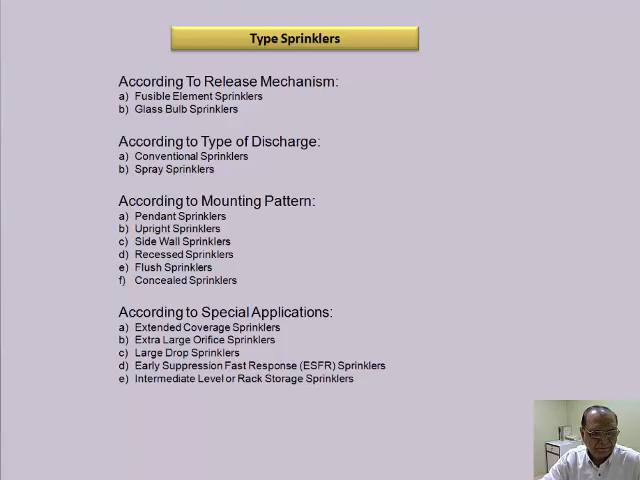 Type Sprinklers
According To Release Mechanism:
a) Fusible Element Sprinklers
b) Glass Bulb Sprinklers
According to Type of Discharge:
a) Conventional Sprinklers
b) Spray Sprinklers
According to Mounting Pattern:
a) Pendant Sprinklers
b) Upright Sprinklers
c) Side Wall Sprinklers
d) Recessed Sprinklers
e) Flush Sprinklers
f) Concealed Sprinklers
According to Special Applications:
a) Extended Coverage Sprinklers
b) Extra Large Orifice Sprinklers
c) Large Drop Sprinklers
d) Early Suppression Fast Response (ESFR) Sprinklers
e) Intermediate Level or Rack Storage Sprinklers